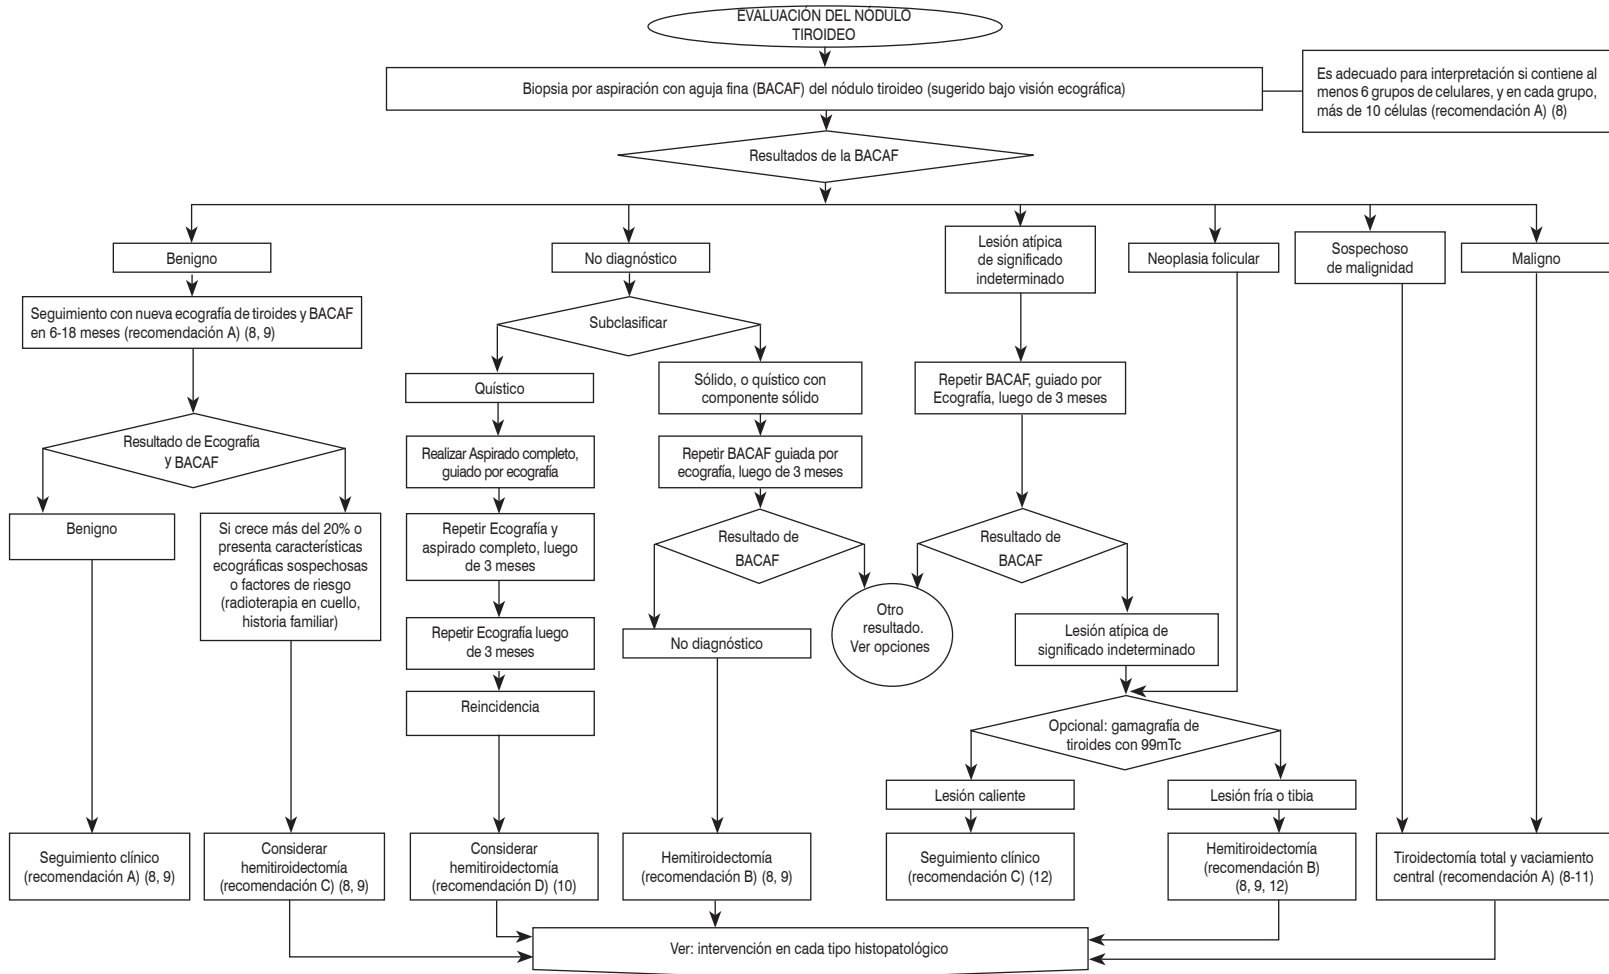 EVALUACIÓN DEL NÓDULO
TIROIDEO
Biopsia por aspiración con aguja fina (BACAF) del nódulo tiroideo (sugerido bajo visión ecográfica)
Es adecuado para interpretación si contiene al
menos 6 grupos de celulares, y en cada grupo,
más de 10 células (recomendación A) (8)
Resultados de la BACAF
Benigno
No diagnóstico
Lesión atípica
de significado
indeterminado
Neoplasia folicular
Sospechoso
de malignidad
Maligno
Seguimiento con nueva ecografía de tiroides y BACAF
en 6-18 meses (recomendación A) (8, 9)
Subclasificar
Quístico
Sólido, o quístico con
componente sólido
Repetir BACAF, guiado por
Ecografía, luego de 3 meses
Resultado de Ecografía
y BACAF
Realizar Aspirado completo,
guiado por ecografía
Repetir BACAF guiada por
ecografía, luego de 3 meses
Benigno
Si crece más del 20% o
presenta características
ecográficas sospechosas
o factores de riesgo
(radioterapia en cuello,
historia familiar)
Repetir Ecografía y
aspirado completo, luego
de 3 meses
Resultado de
BACAF
Resultado de
BACAF
Otro
resultado.
Ver opciones
Repetir Ecografía luego
de 3 meses
No diagnóstico
Lesión atípica de
significado indeterminado
Reincidencia
Opcional: gamagrafía de
tiroides con 99mTc
Lesión caliente
Lesión fría o tibia
Seguimiento clínico
(recomendación A) (8, 9)
Considerar
hemitiroidectomía
(recomendación C) (8, 9)
Considerar
hemitiroidectomía
(recomendación D) (10)
Hemitiroidectomía
(recomendación B) (8, 9)
Seguimiento clínico
(recomendación C) (12)
Hemitiroidectomía
(recomendación B)
(8, 9, 12)
Tiroidectomía total y vaciamiento
central (recomendación A) (8-11)
Ver: intervención en cada tipo histopatológico